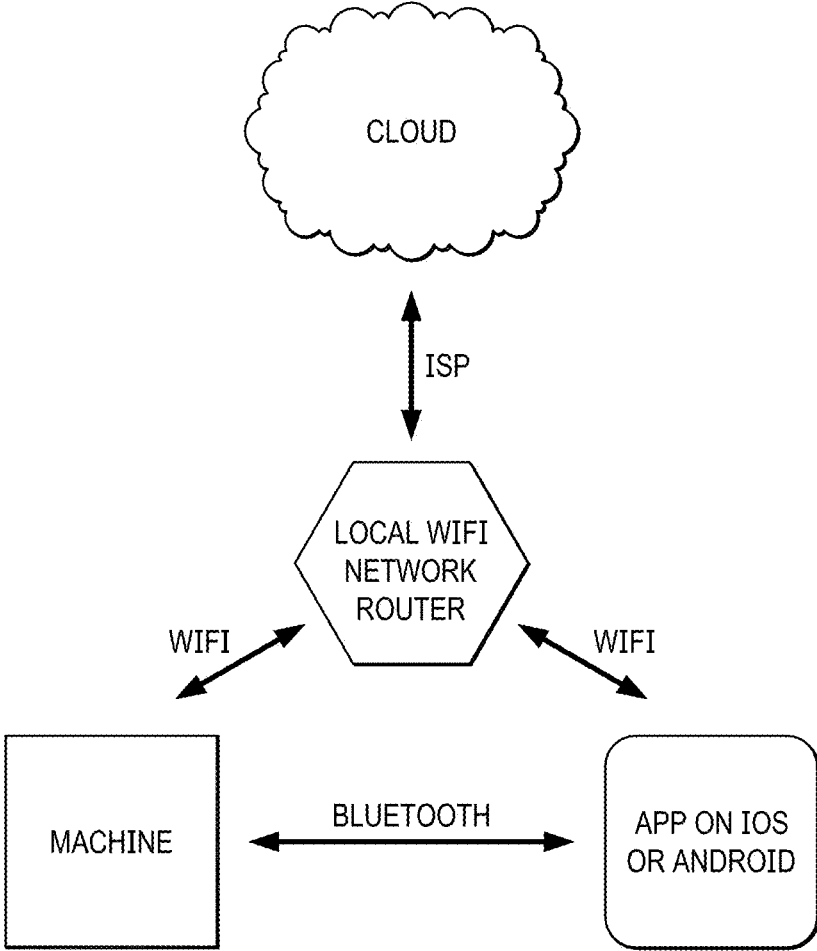 CLOUD
ISP
LOCAL WIFI
NETWORK
ROUTER
WIFI
WIFI
MACHINE
BLUETOOTH
APP ON IOS
OR ANDROID